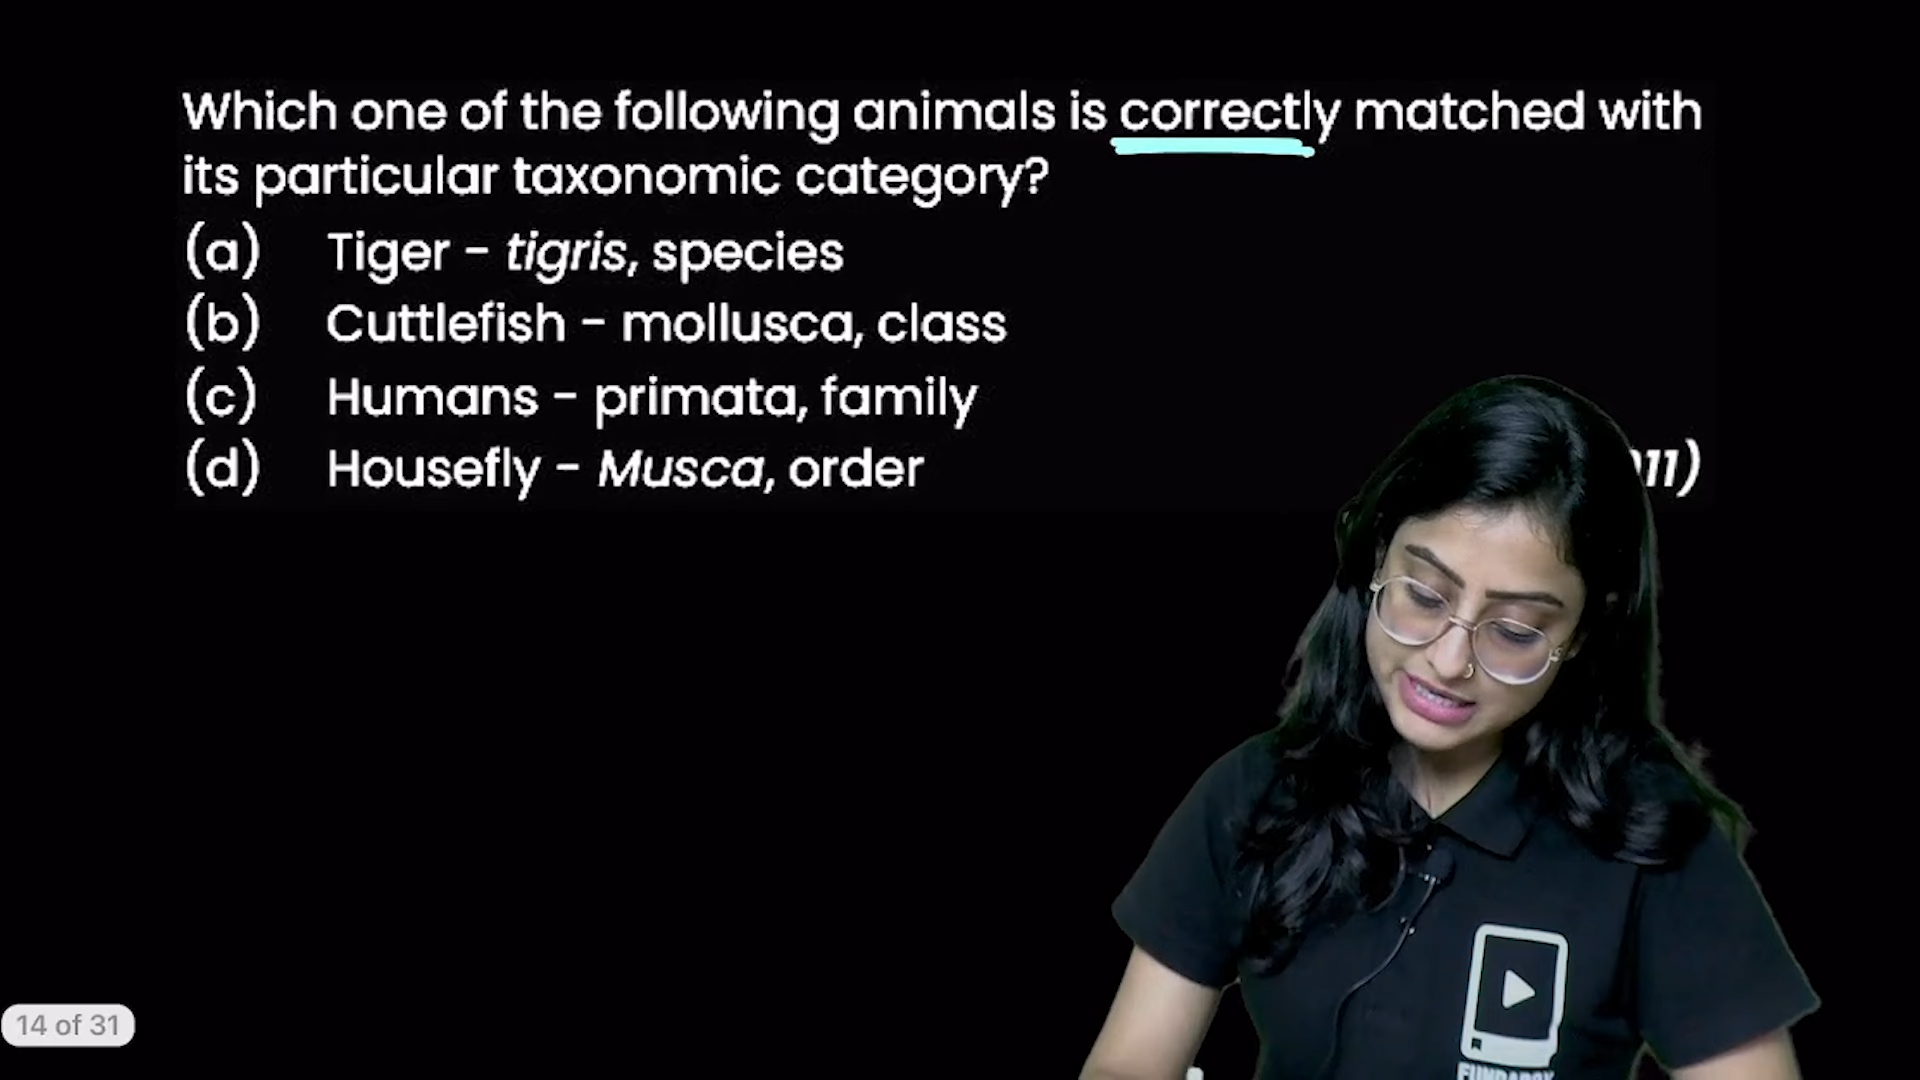 Which one of the following animals is correctly matched with
its particular taxonomic category?
(a) Tiger - tigris, species
(b) Cuttlefish - mollusca, class
(c) Humans - primata, family
(d) Housefly - Musca, order
11)
14 of 31